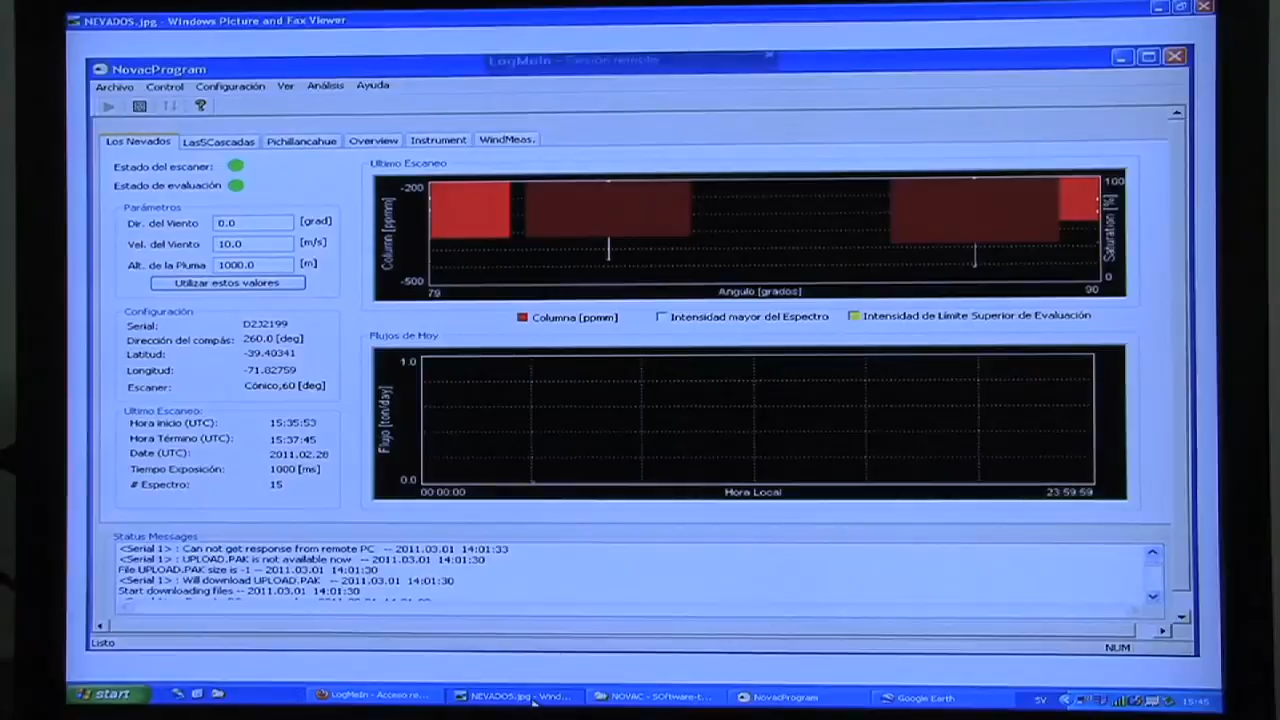 NEVADOS.jpg - Windows Picture and Fax Viewer
LogMeIn - Sesión remota
NovacProgram
Archivo Control Configuración Ver Análisis Ayuda
Los Nevados Las5Cascadas Pichillancahue Overview Instrument WindMeas.
Estado del escaner:
Estado de evaluación
Parámetros
Dir. del Viento 0.0 [grad]
Vel. del Viento 10.0 [m/s]
Alt. de la Pluma 1000.0 [m]
Utilizar estos valores
Configuración
Serial: D2J2199
Dirección del compás: 260.0 [deg]
Latitud: -39.40341
Longitud: -71.82759
Escaner: Cónico,60 [deg]
Ultimo Escaneo:
Hora inicio (UTC): 15:35:53
Hora Término (UTC): 15:37:45
Date (UTC): 2011.02.28
Tiempo Exposición: 1000 [ms]
# Espectro: 15
Ultimo Escaneo
-200 100
Column [ppmm]
Saturation [%]
-500 0
79 Angulo [grados] 90
Columna [ppmm] Intensidad mayor del Espectro Intensidad de Límite Superior de Evaluación
Flujos de Hoy
1.0
Flujo [ton/day]
0.0
00:00:00 Hora Local 23:59:59
Status Messages
<Serial 1> : Can not get response from remote PC -- 2011.03.01 14:01:33
<Serial 1> : UPLOAD.PAK is not available now -- 2011.03.01 14:01:30
File UPLOAD.PAK size is -1 -- 2011.03.01 14:01:30
<Serial 1> : Will download UPLOAD.PAK -- 2011.03.01 14:01:30
Start downloading files -- 2011.03.01 14:01:30
Listo NUM
start LogMeIn - Acceso re... NEVADOS.jpg - Wind... NOVAC - SOftware-t... NovacProgram Google Earth SV 15:45